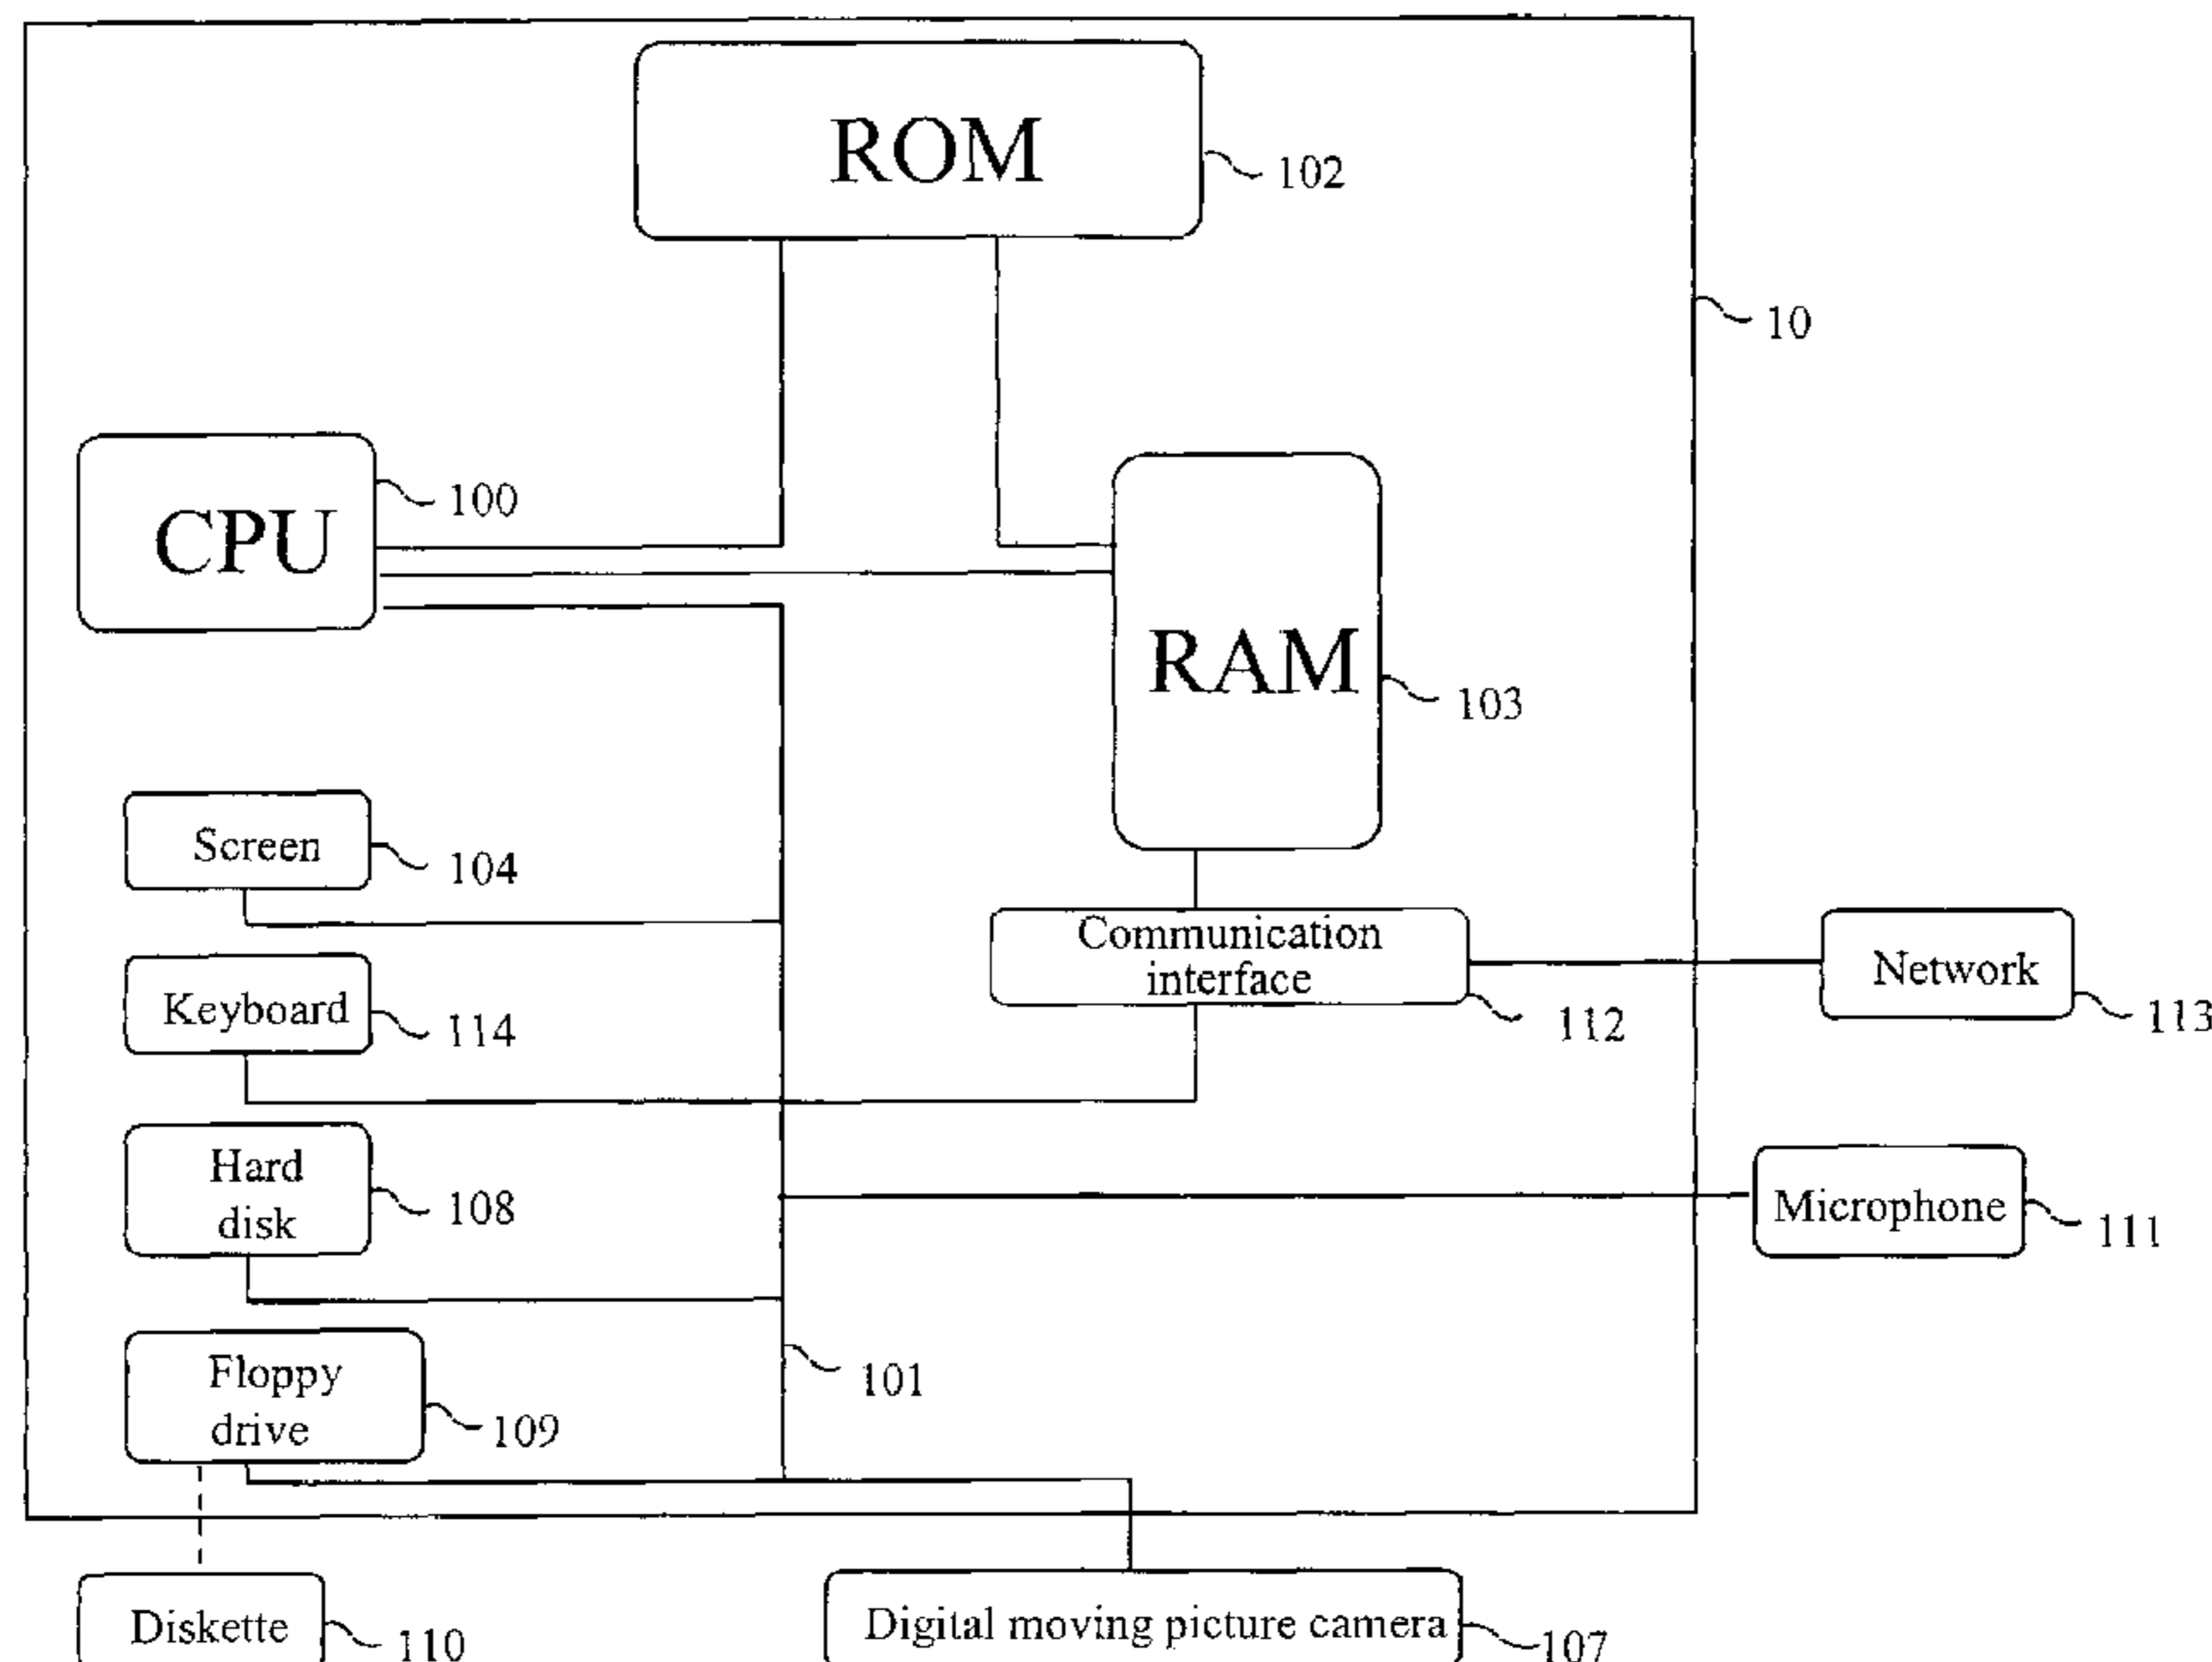 ROM
102
10
CPU
100
RAM
103
Screen
104
Communication
interface
112
Network
113
Keyboard
114
Hard
disk
108
Microphone
111
101
Floppy
drive
109
Diskette
110
Digital moving picture camera
107